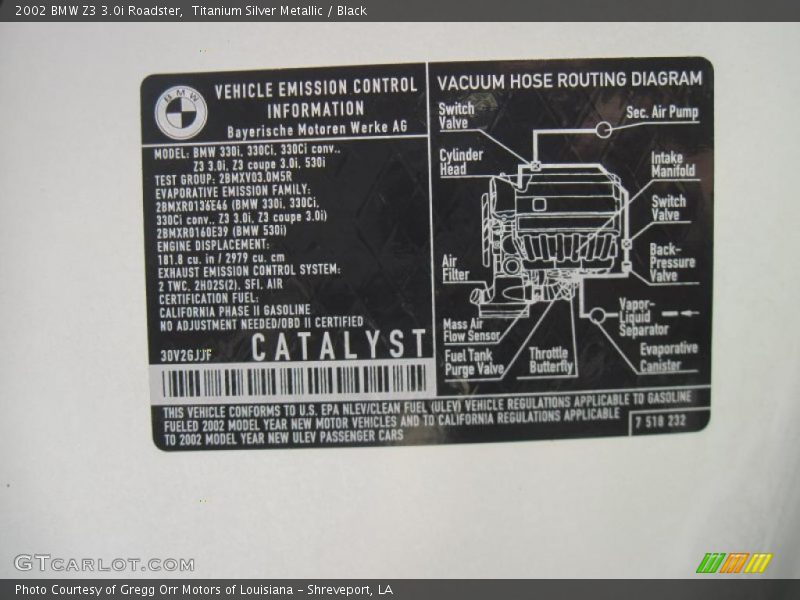 2002 BMW Z3 3.0i Roadster,  Titanium Silver Metallic / Black
BMW
VEHICLE EMISSION CONTROL
INFORMATION
Bayerische Motoren Werke AG
MODEL: BMW 330i, 330Ci, 330Ci conv.,
Z3 3.0i, Z3 coupe 3.0i, 530i
TEST GROUP: 2BMXV03.0M5R
EVAPORATIVE EMISSION FAMILY:
2BMXR0136E46 (BMW 330i, 330Ci,
330Ci conv., Z3 3.0i, Z3 coupe 3.0i)
2BMXR0160E39 (BMW 530i)
ENGINE DISPLACEMENT:
181.8 cu. in / 2979 cu. cm
EXHAUST EMISSION CONTROL SYSTEM:
2 TWC, 2HO2S(2), SFI, AIR
CERTIFICATION FUEL:
CALIFORNIA PHASE II GASOLINE
NO ADJUSTMENT NEEDED/OBD II CERTIFIED
30V2GJJF
CATALYST
VACUUM HOSE ROUTING DIAGRAM
Switch
Valve
Sec. Air Pump
Cylinder
Head
Intake
Manifold
Switch
Valve
Back-
Pressure
Valve
Air
Filter
Vapor-
Liquid
Separator
Mass Air
Flow Sensor
Fuel Tank
Purge Valve
Throttle
Butterfly
Evaporative
Canister
THIS VEHICLE CONFORMS TO U.S. EPA NLEV/CLEAN FUEL (ULEV) VEHICLE REGULATIONS APPLICABLE TO GASOLINE
FUELED 2002 MODEL YEAR NEW MOTOR VEHICLES AND TO CALIFORNIA REGULATIONS APPLICABLE
TO 2002 MODEL YEAR NEW ULEV PASSENGER CARS
7 518 232
GTCARLOT.COM
Photo Courtesy of Gregg Orr Motors of Louisiana - Shreveport, LA